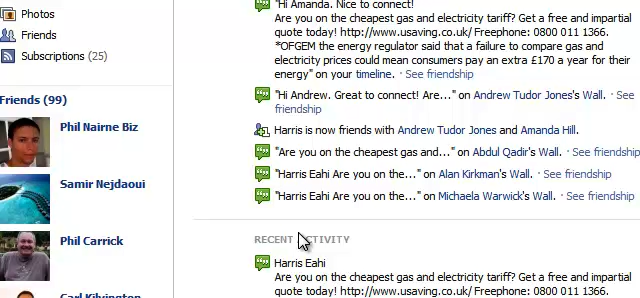 Photos
Friends
Subscriptions (25)
Friends (99)
Phil Nairne Biz
Samir Nejdaoui
Phil Carrick
Carl Kilvington
"Hi Amanda. Nice to connect!
Are you on the cheapest gas and electricity tariff? Get a free and impartial
quote today! http://www.usaving.co.uk/ Freephone: 0800 011 1366.
*OFGEM the energy regulator said that a failure to compare gas and
electricity prices could mean consumers pay an extra £170 a year for their
energy" on your timeline. · See friendship
"Hi Andrew. Great to connect! Are..." on Andrew Tudor Jones's Wall. · See
friendship
Harris is now friends with Andrew Tudor Jones and Amanda Hill.
"Are you on the cheapest gas and..." on Abdul Qadir's Wall. · See friendship
"Harris Eahi Are you on the..." on Alan Kirkman's Wall. · See friendship
"Harris Eahi Are you on the..." on Michaela Warwick's Wall. · See friendship
RECENT ACTIVITY
Harris Eahi
Are you on the cheapest gas and electricity tariff? Get a free and impartial
quote today! http://www.usaving.co.uk/ Freephone: 0800 011 1366.